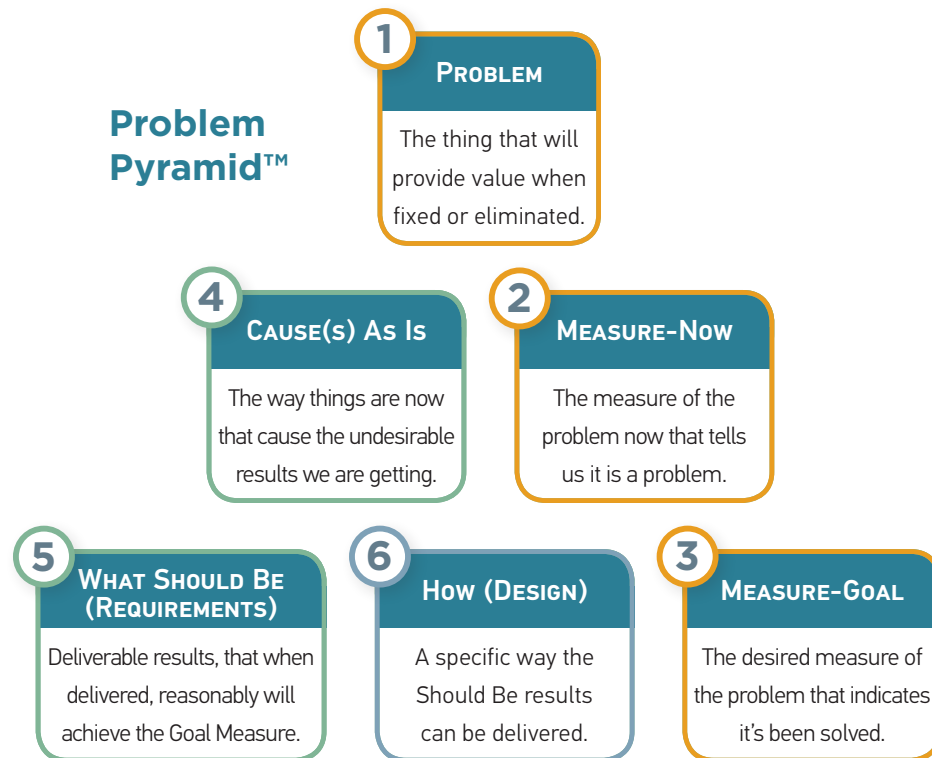 Problem
Pyramid™
1
PROBLEM
The thing that will
provide value when
fixed or eliminated.
4
CAUSE(S) AS IS
The way things are now
that cause the undesirable
results we are getting.
2
MEASURE-NOW
The measure of the
problem now that tells
us it is a problem.
5
WHAT SHOULD BE
(REQUIREMENTS)
Deliverable results, that when
delivered, reasonably will
achieve the Goal Measure.
6
HOW (DESIGN)
A specific way the
Should Be results
can be delivered.
3
MEASURE-GOAL
The desired measure of
the problem that indicates
it's been solved.